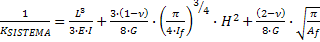 1/K_SISTEMA = L³/(3·E·I) + (3·(1−ν))/(8·G) · (π/(4·I_f))^(3/4) · H² + ((2−ν))/(8·G) · √(π/A_f)